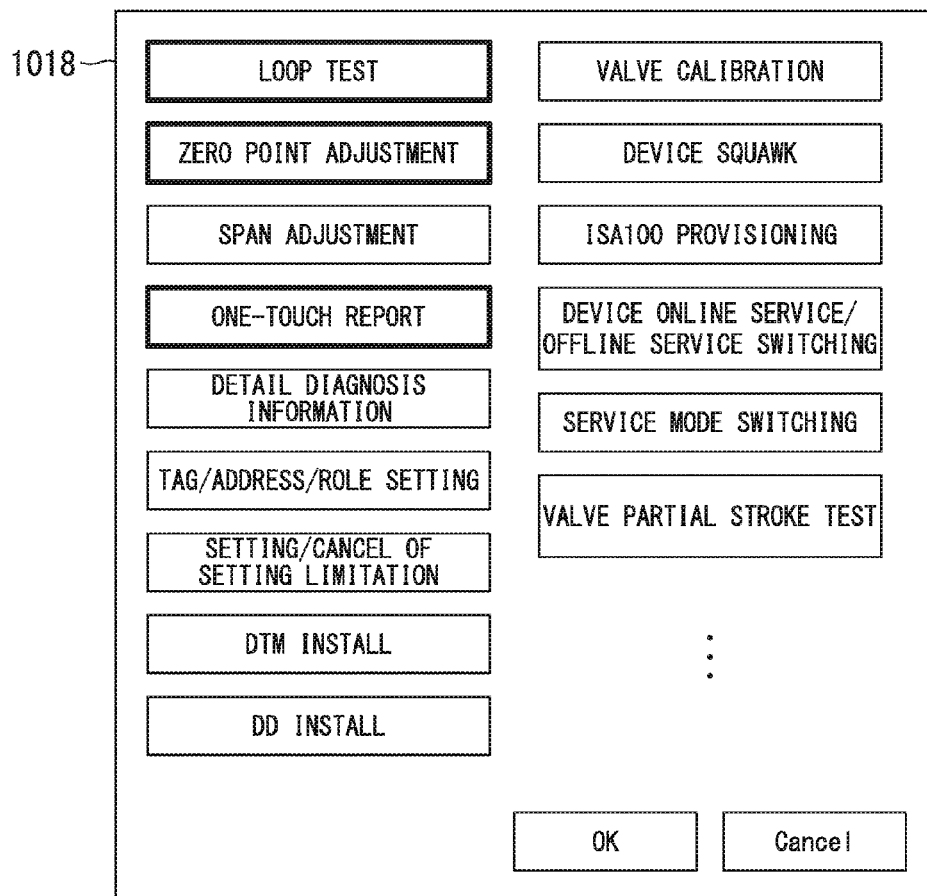 1018
LOOP TEST
ZERO POINT ADJUSTMENT
SPAN ADJUSTMENT
ONE-TOUCH REPORT
DETAIL DIAGNOSIS
INFORMATION
TAG/ADDRESS/ROLE SETTING
SETTING/CANCEL OF
SETTING LIMITATION
DTM INSTALL
DD INSTALL
VALVE CALIBRATION
DEVICE SQUAWK
ISA100 PROVISIONING
DEVICE ONLINE SERVICE/
OFFLINE SERVICE SWITCHING
SERVICE MODE SWITCHING
VALVE PARTIAL STROKE TEST
OK
Cancel